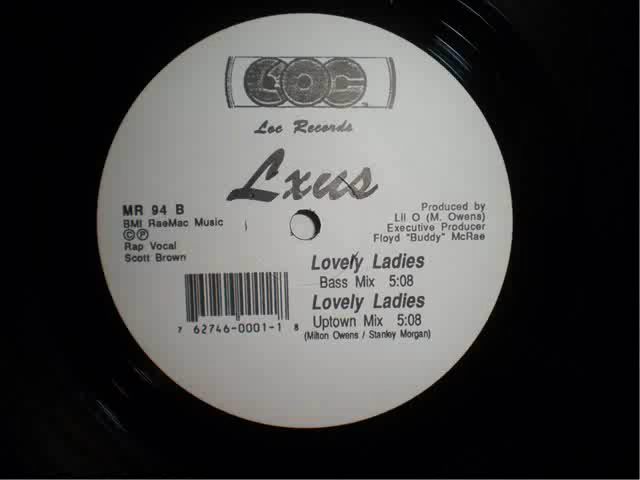 LOC
Loc Records
Lxus
MR 94 B
BMI RaeMac Music
©℗
Rap Vocal
Scott Brown
Produced by
Lil O (M. Owens)
Executive Producer
Floyd "Buddy" McRae
Lovely Ladies
Bass Mix 5:08
Lovely Ladies
Uptown Mix 5:08
(Milton Owens / Stanley Morgan)
7 62746-0001-1 8